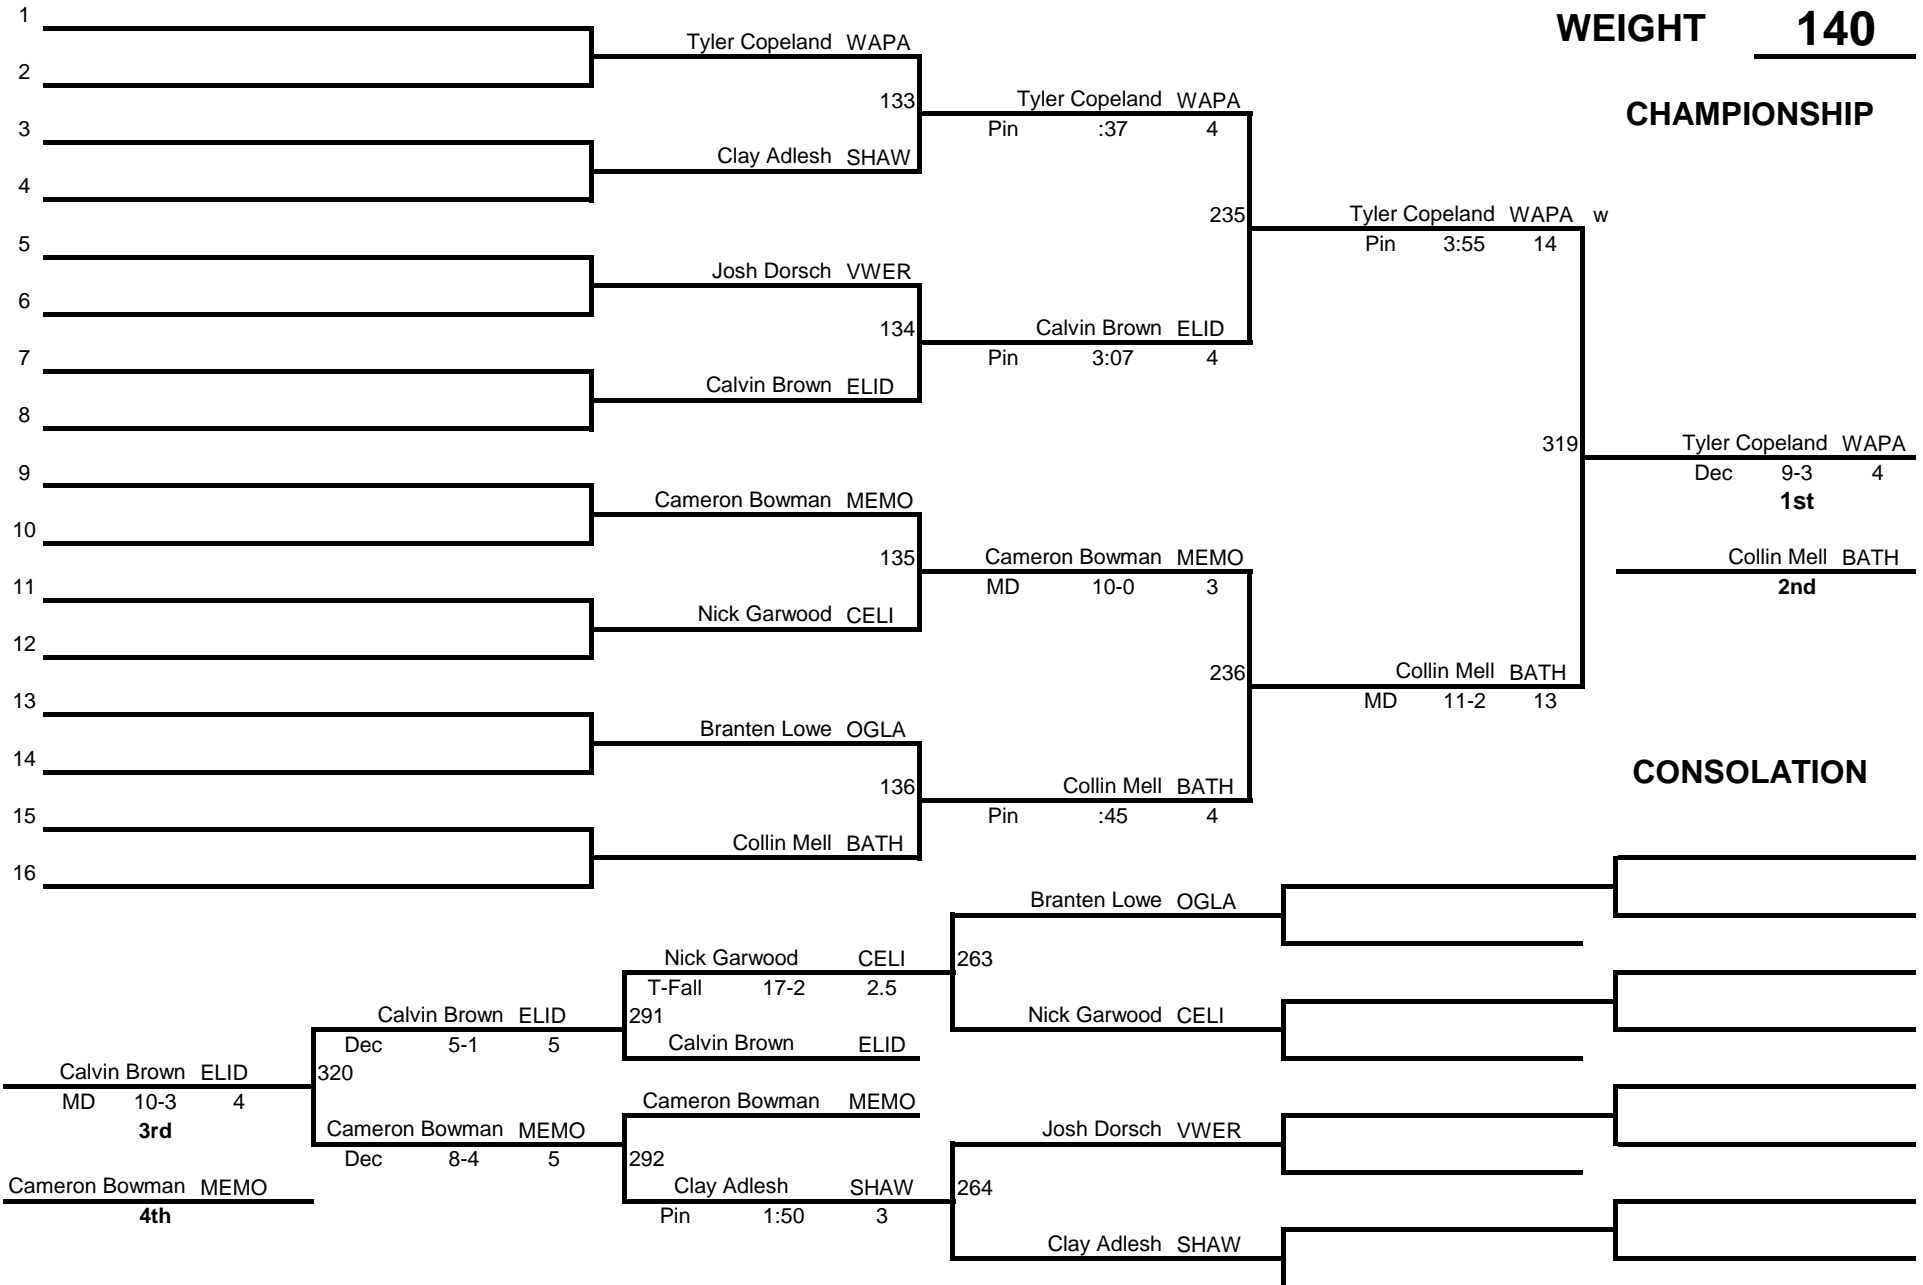 1
WEIGHT 140
Tyler Copeland WAPA
2
133 Tyler Copeland WAPA
Pin :37 4
CHAMPIONSHIP
3
Clay Adlesh SHAW
4
235 Tyler Copeland WAPA w
Pin 3:55 14
5
Josh Dorsch VWER
6
134 Calvin Brown ELID
Pin 3:07 4
7
Calvin Brown ELID
8
319 Tyler Copeland WAPA
Dec 9-3 4
1st
9
Cameron Bowman MEMO
10
135 Cameron Bowman MEMO
MD 10-0 3
Collin Mell BATH
2nd
11
Nick Garwood CELI
12
236 Collin Mell BATH
MD 11-2 13
13
Branten Lowe OGLA
14
CONSOLATION
136 Collin Mell BATH
Pin :45 4
15
Collin Mell BATH
16
Branten Lowe OGLA
Nick Garwood CELI 263
T-Fall 17-2 2.5
Calvin Brown ELID 291 Nick Garwood CELI
Dec 5-1 5 Calvin Brown ELID
Calvin Brown ELID 320
MD 10-3 4 Cameron Bowman MEMO
3rd Cameron Bowman MEMO Josh Dorsch VWER
Dec 8-4 5 292
Cameron Bowman MEMO Clay Adlesh SHAW 264
4th Pin 1:50 3
Clay Adlesh SHAW